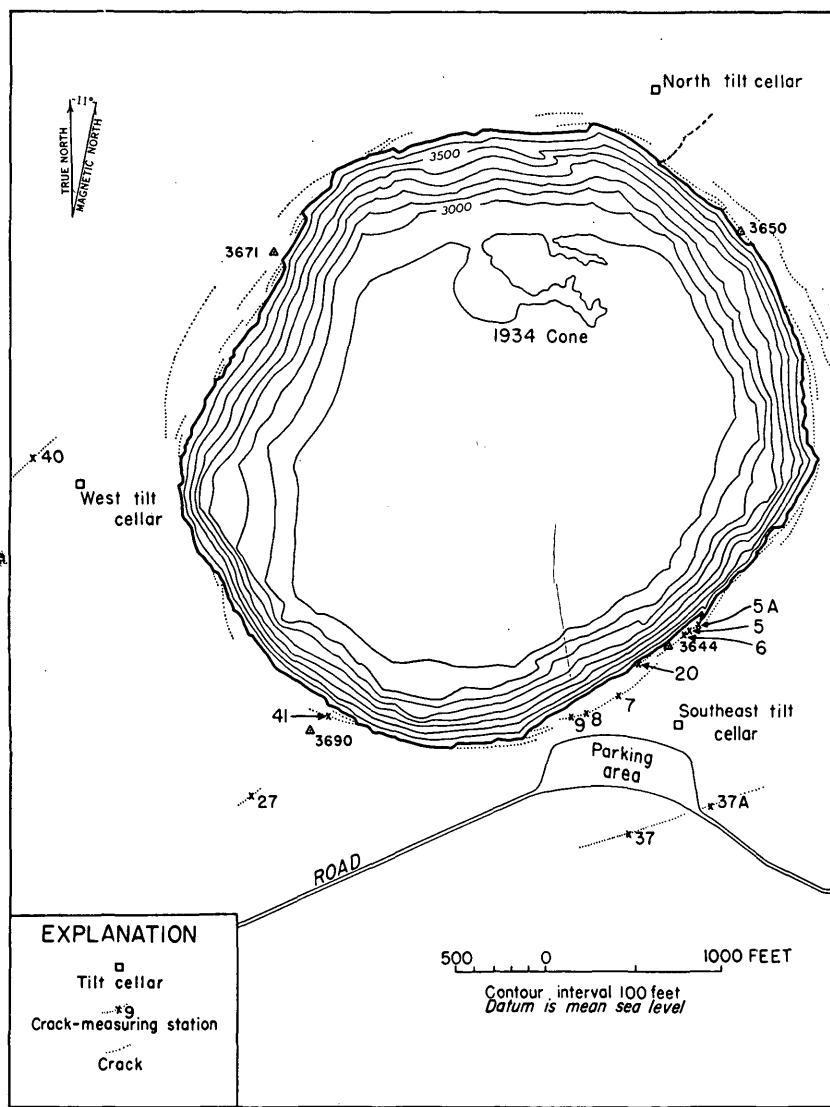 North tilt cellar
11°
TRUE NORTH
MAGNETIC NORTH
3500
3000
3650
3671
1934 Cone
40
West tilt
cellar
5A
5
3644
6
20
7
41
9
8
Southeast tilt
cellar
3690
Parking
area
27
37A
37
ROAD
EXPLANATION
Tilt cellar
9
Crack-measuring station
Crack
500 0 1000 FEET
Contour interval 100 feet
Datum is mean sea level